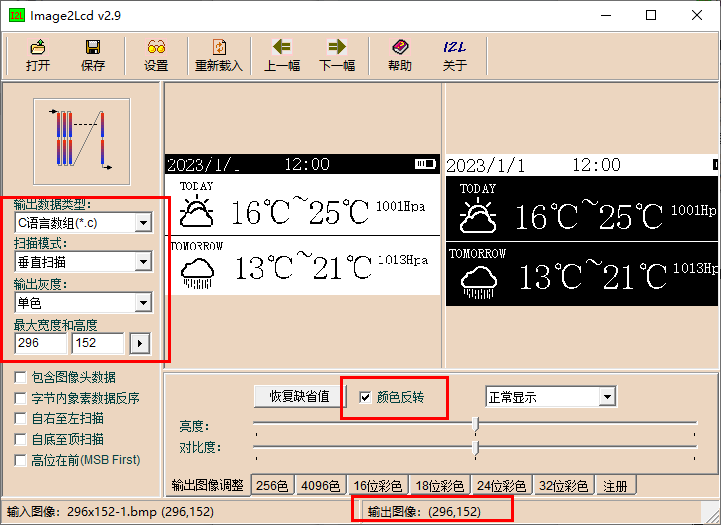 Image2Lcd v2.9
打开 保存 设置 重新载入 上一幅 下一幅 帮助 关于
输出数据类型:
C语言数组(*.c)
扫描模式:
垂直扫描
输出灰度:
单色
最大宽度和高度
296 152
包含图像头数据
字节内象素数据反序
自右至左扫描
自底至顶扫描
高位在前(MSB First)
2023/1/1 12:00
TODAY
16℃~25℃ 1001Hpa
TOMORROW
13℃~21℃ 1013Hpa
2023/1/1 12:00
TODAY
16℃~25℃ 1001Hpa
TOMORROW
13℃~21℃ 1013Hpa
恢复缺省值 颜色反转 正常显示
亮度:
对比度:
输出图像调整 256色 4096色 16位彩色 18位彩色 24位彩色 32位彩色 注册
输入图像: 296x152-1.bmp (296,152) 输出图像: (296,152)